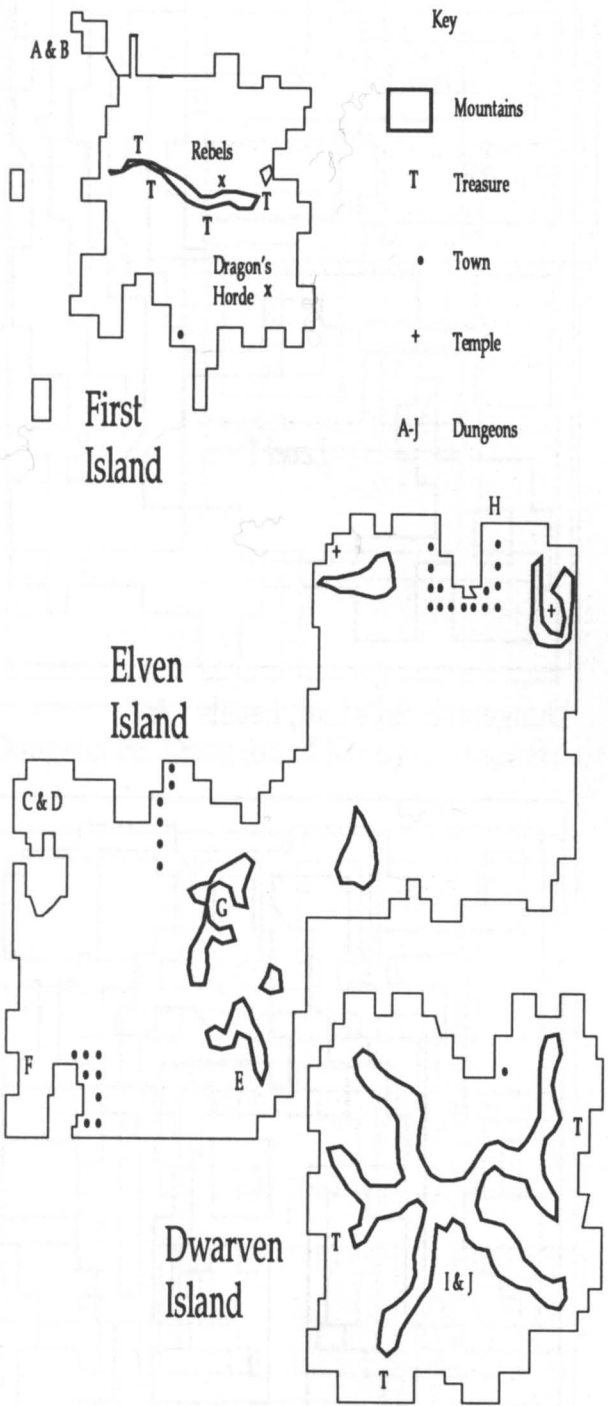 Key
A & B
Mountains
T
Rebels
x
T
T
T
T Treasure
Dragon's
Horde x
• Town
+ Temple
First
Island
A-J Dungeons
H
+
+
Elven
Island
C & D
G
F
E
T
Dwarven
Island
T
I & J
T